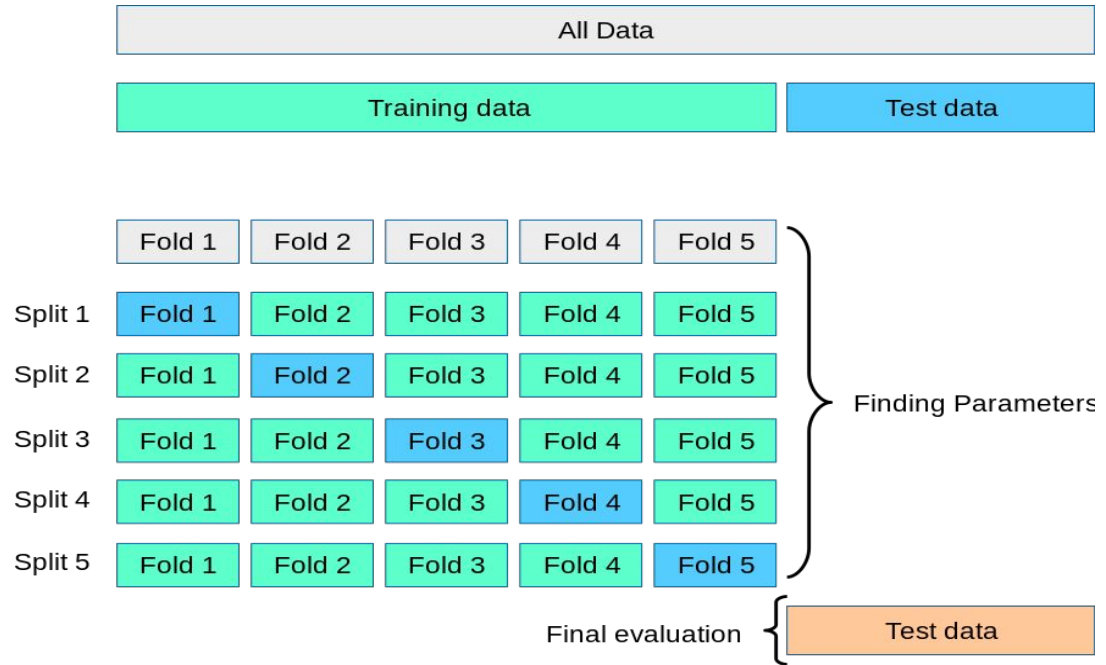 All Data
Training data Test data
Fold 1 Fold 2 Fold 3 Fold 4 Fold 5
Split 1 Fold 1 Fold 2 Fold 3 Fold 4 Fold 5
Split 2 Fold 1 Fold 2 Fold 3 Fold 4 Fold 5
Finding Parameters
Split 3 Fold 1 Fold 2 Fold 3 Fold 4 Fold 5
Split 4 Fold 1 Fold 2 Fold 3 Fold 4 Fold 5
Split 5 Fold 1 Fold 2 Fold 3 Fold 4 Fold 5
Final evaluation Test data